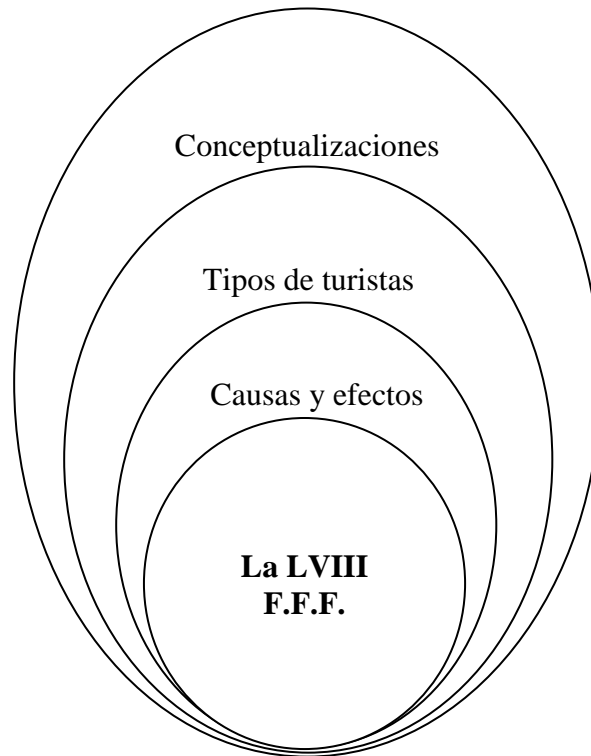 Conceptualizaciones
Tipos de turistas
Causas y efectos
La LVIII
F.F.F.